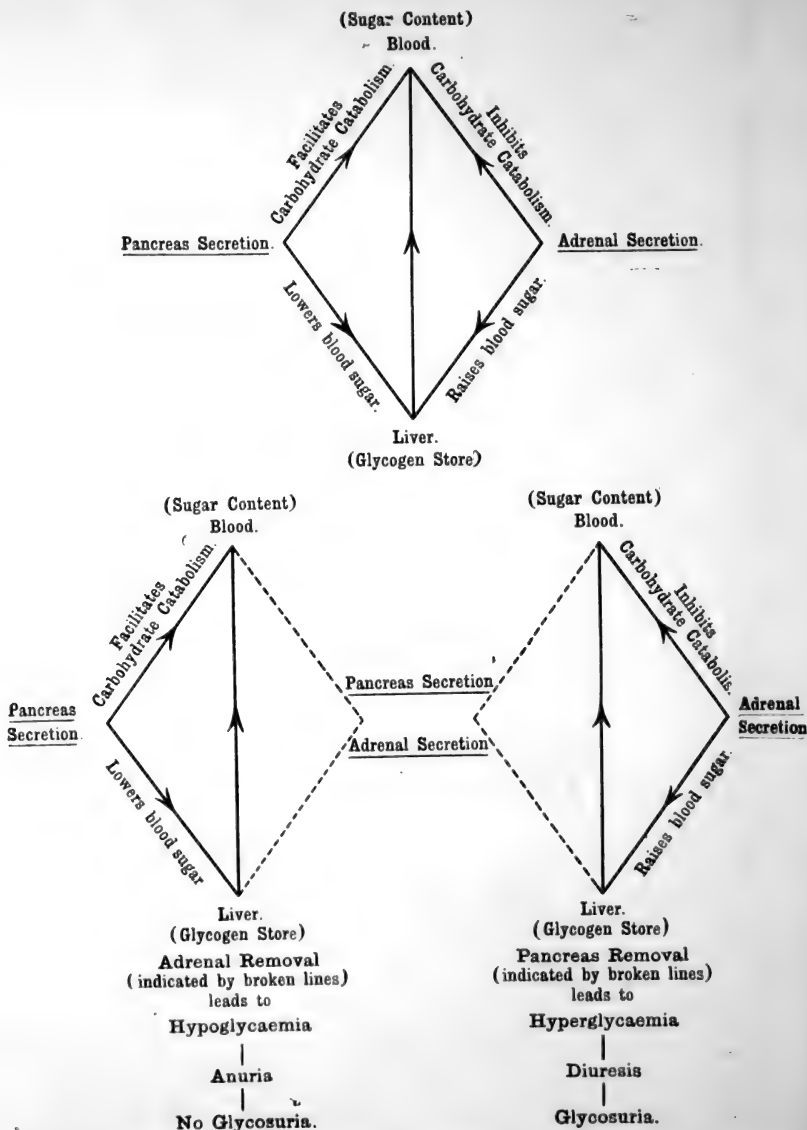 (Sugar Content)
Blood.
Facilitates
Carbohydrate Catabolism.
Inhibits
Carbohydrate Catabolism.
Pancreas Secretion.
Adrenal Secretion.
Lowers blood sugar.
Raises blood sugar.
Liver.
(Glycogen Store)
(Sugar Content)
Blood.
Facilitates
Carbohydrate Catabolism.
Pancreas
Secretion.
Lowers blood sugar
Pancreas Secretion
Adrenal Secretion
(Sugar Content)
Blood.
Inhibits
Carbohydrate Catabolis.
Adrenal
Secretion
Raises blood sugar.
Liver.
(Glycogen Store)
Adrenal Removal
(indicated by broken lines)
leads to
Hypoglycaemia
Anuria
No Glycosuria.
Liver.
(Glycogen Store)
Pancreas Removal
(indicated by broken lines)
leads to
Hyperglycaemia
Diuresis
Glycosuria.